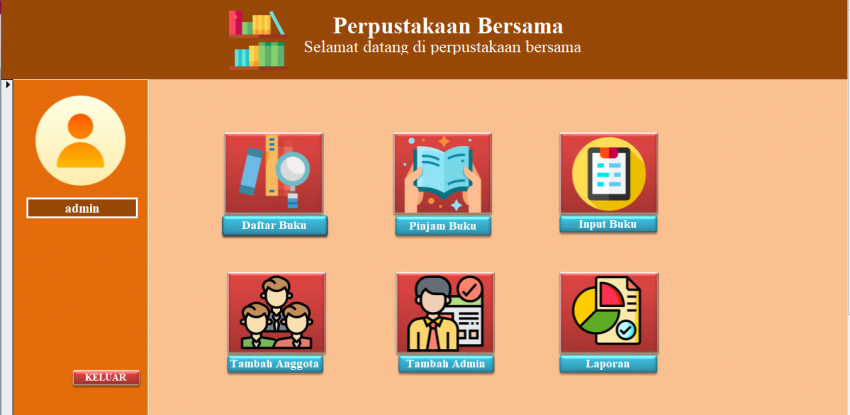 Perpustakaan Bersama
Selamat datang di perpustakaan bersama
admin
Daftar Buku
Pinjam Buku
Input Buku
Tambah Anggota
Tambah Admin
Laporan
KELUAR